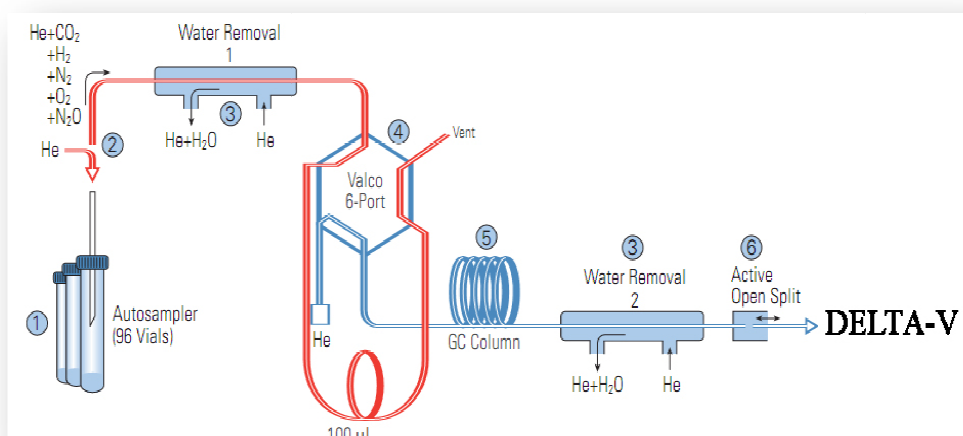 He+CO₂
+H₂
+N₂
+O₂
+N₂O
He
2
Water Removal
1
3
He+H₂O
He
4
Vent
Valco
6-Port
1
Autosampler
(96 Vials)
He
100 µl
5
GC Column
3
Water Removal
2
He+H₂O
He
6
Active
Open Split
DELTA-V